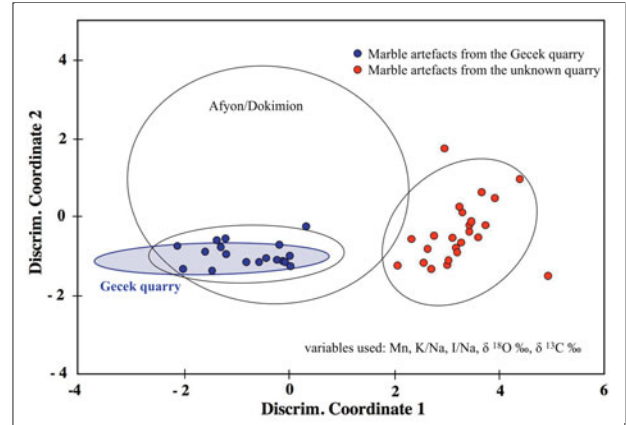 4
2
0
- 2
- 4
Discrim. Coordinate 2
Marble artefacts from the Gecek quarry
Marble artefacts from the unknown quarry
Afyon/Dokimion
Gecek quarry
variables used: Mn, K/Na, I/Na, δ ¹⁸O ‰, δ ¹³C ‰
- 4
- 2
0
2
4
6
Discrim. Coordinate 1